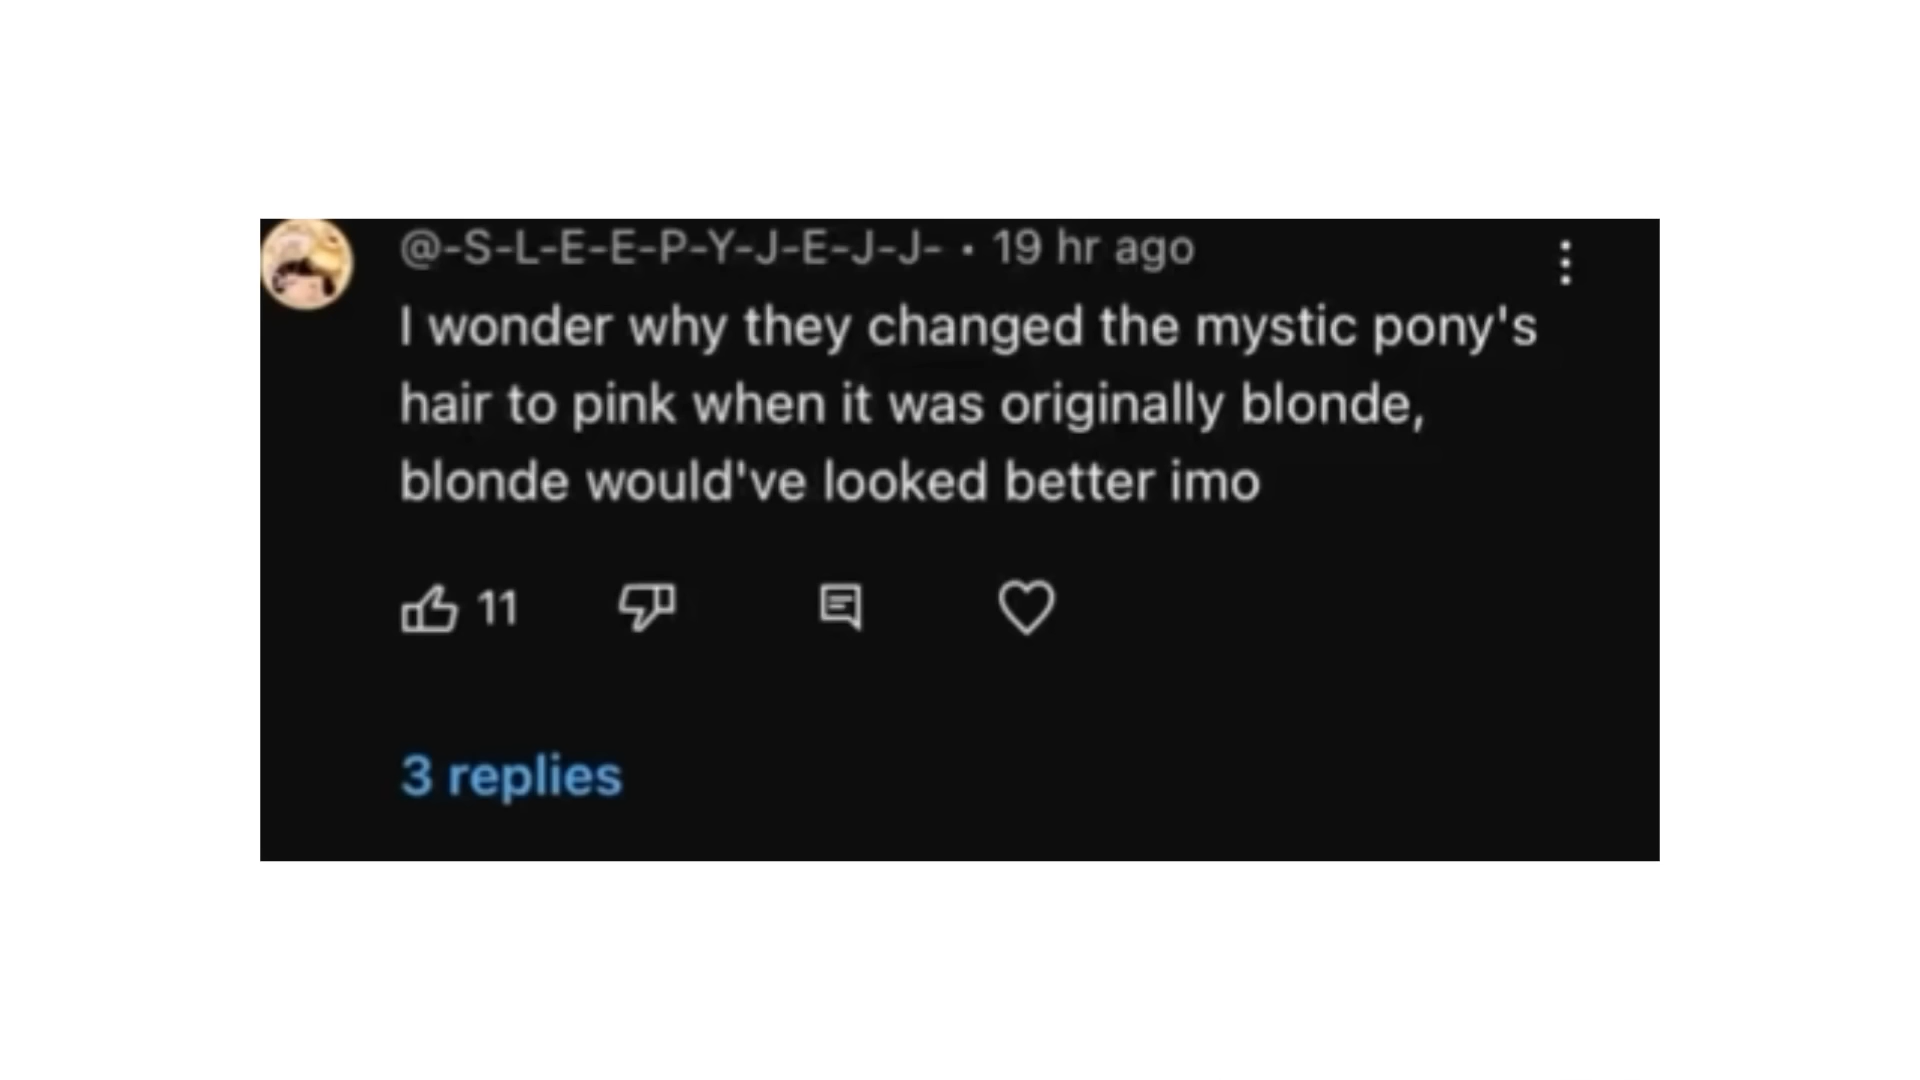 @-S-L-E-E-P-Y-J-E-J-J- · 19 hr ago
I wonder why they changed the mystic pony's
hair to pink when it was originally blonde,
blonde would've looked better imo
11
3 replies